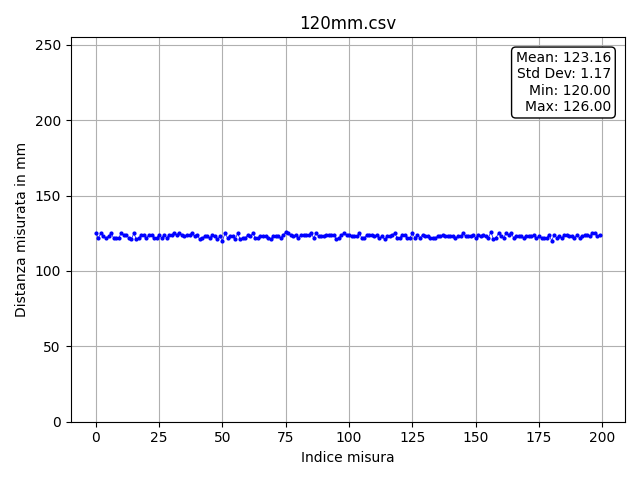 120mm.csv
Mean: 123.16
Std Dev: 1.17
Min: 120.00
Max: 126.00
250
200
150
100
50
0
Distanza misurata in mm
0 25 50 75 100 125 150 175 200
Indice misura